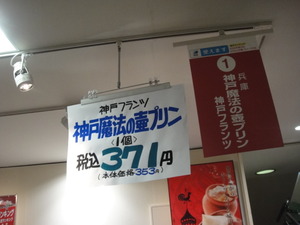 神戸フランツ
神戸魔法の壺プリン
<1個>
税込371円
(本体価格353円)
1
兵庫
神戸魔法の壺プリン
神戸フランツ